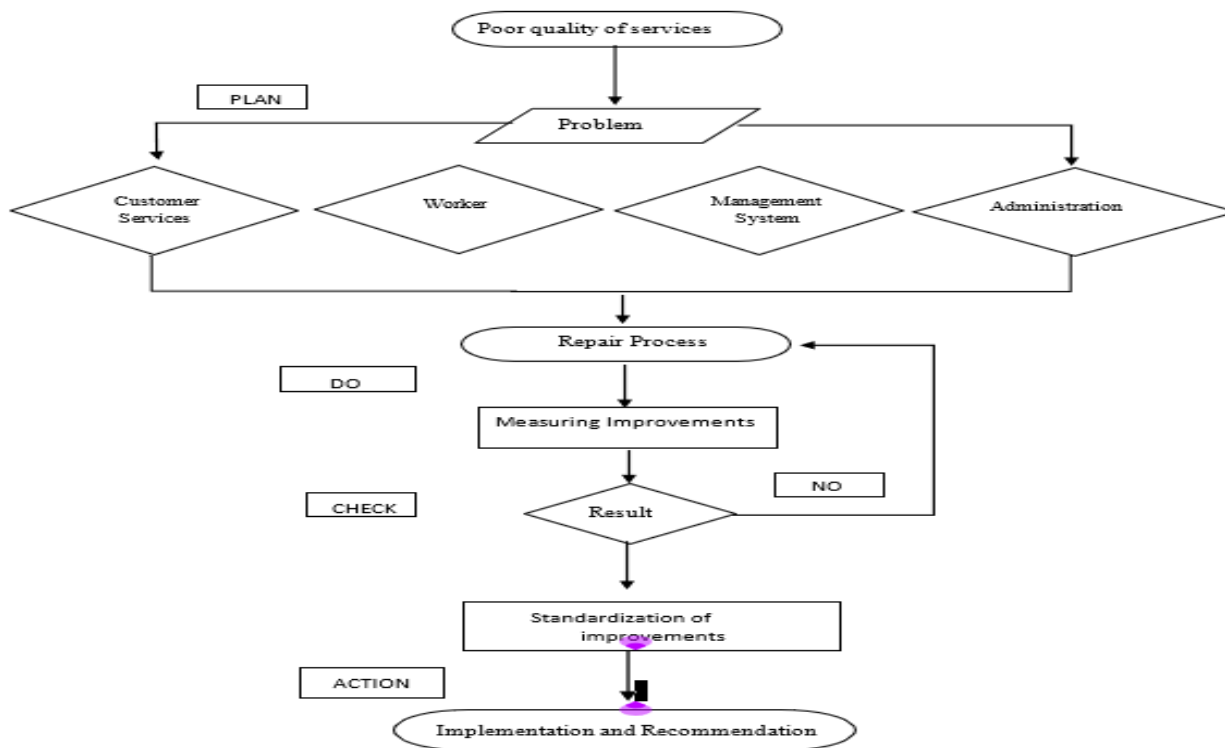 Poor quality of services
PLAN
Problem
Customer
Services
Worker
Management
System
Administration
Repair Process
DO
Measuring Improvements
NO
CHECK
Result
Standardization of
improvements
ACTION
Implementation and Recommendation